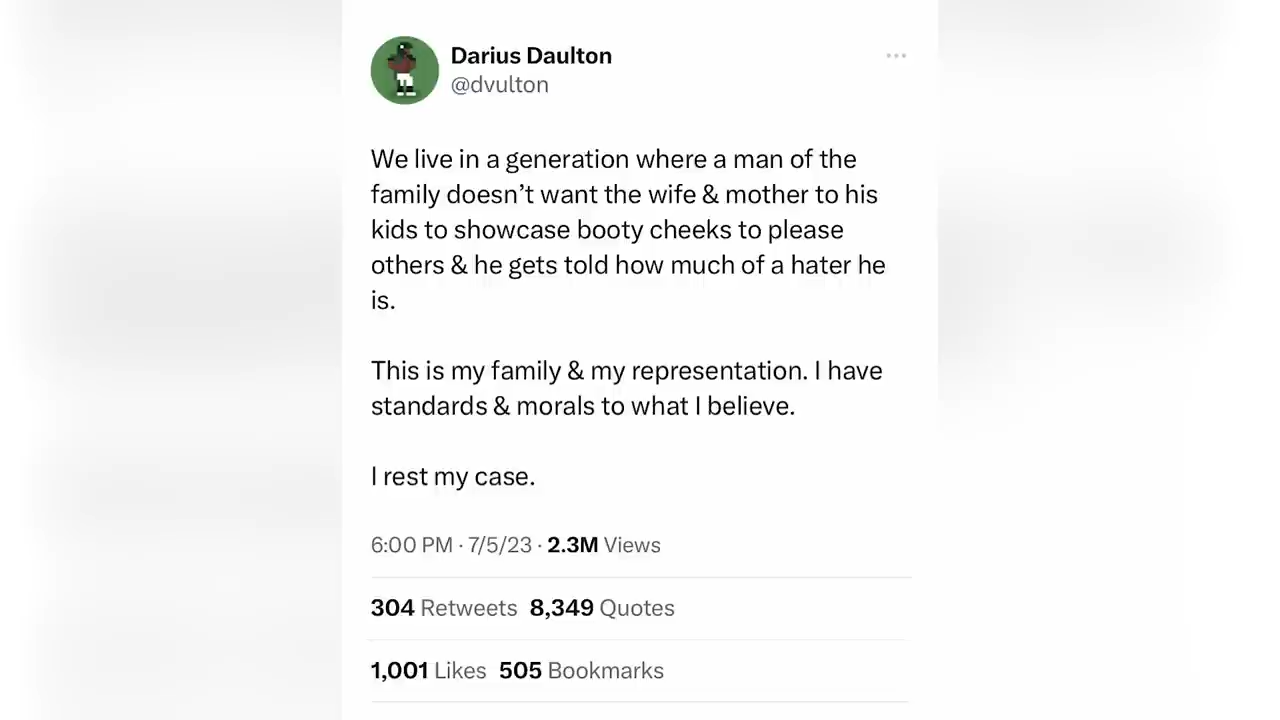 Darius Daulton
@dvulton
We live in a generation where a man of the
family doesn’t want the wife & mother to his
kids to showcase booty cheeks to please
others & he gets told how much of a hater he
is.
This is my family & my representation. I have
standards & morals to what I believe.
I rest my case.
6:00 PM · 7/5/23 · 2.3M Views
304 Retweets 8,349 Quotes
1,001 Likes 505 Bookmarks